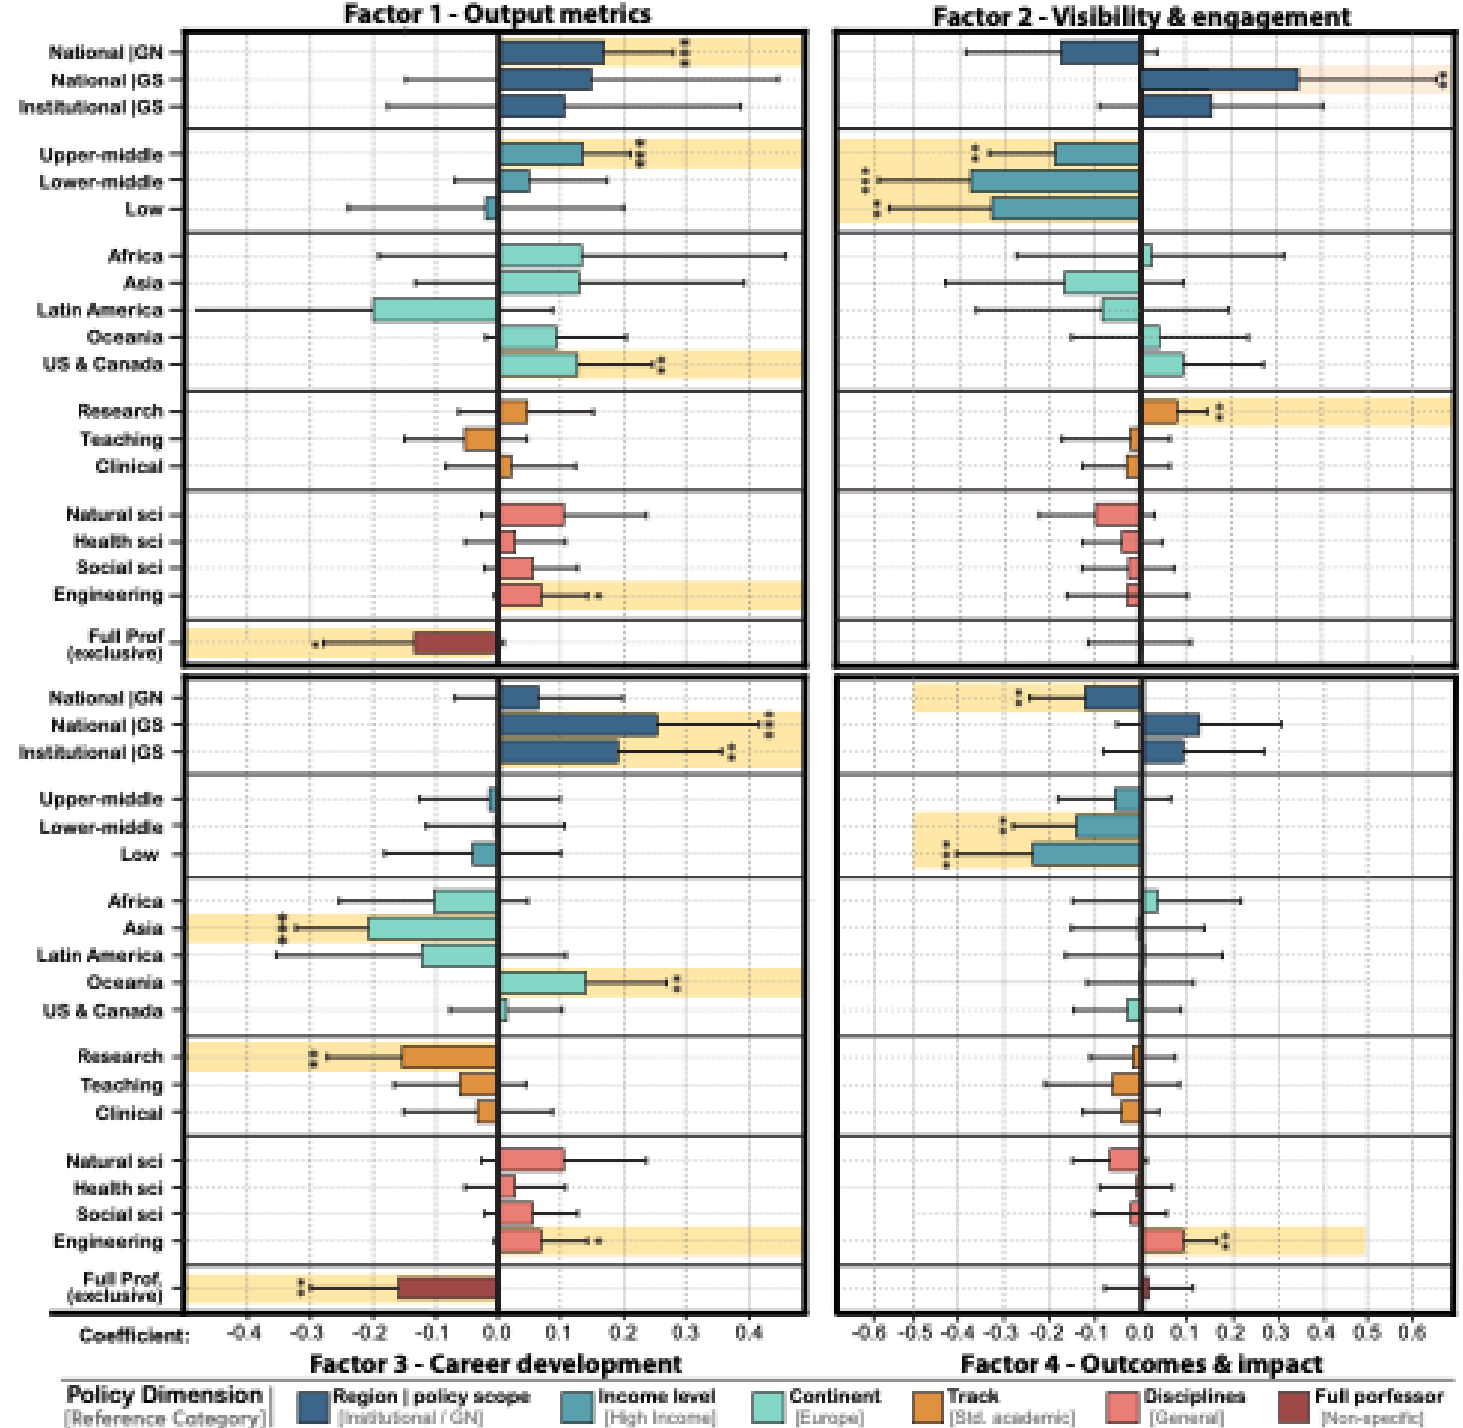 Factor 1 - Output metrics
Factor 2 - Visibility & engagement
National |GN
National |GS
Institutional |GS
Upper-middle
Lower-middle
Low
Africa
Asia
Latin America
Oceania
US & Canada
Research
Teaching
Clinical
Natural sci
Health sci
Social sci
Engineering
Full Prof
(exclusive)
National |GN
National |GS
Institutional |GS
Upper-middle
Lower-middle
Low
Africa
Asia
Latin America
Oceania
US & Canada
Research
Teaching
Clinical
Natural sci
Health sci
Social sci
Engineering
Full Prof.
(exclusive)
Coefficient: -0.4 -0.3 -0.2 -0.1 0.0 0.1 0.2 0.3 0.4
-0.6 -0.5 -0.4 -0.3 -0.2 -0.1 0.0 0.1 0.2 0.3 0.4 0.5 0.6
Factor 3 - Career development
Factor 4 - Outcomes & impact
Policy Dimension
[Reference Category]
Region | policy scope
[Institutional / GN]
Income level
[High Income]
Continent
[Europe]
Track
[Std. academic]
Disciplines
[General]
Full porfessor
[Non-specific]